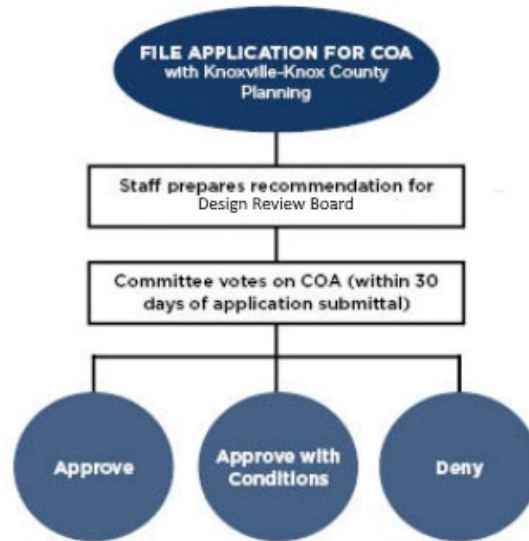 FILE APPLICATION FOR COA
with Knoxville-Knox County
Planning
Staff prepares recommendation for
Design Review Board
Committee votes on COA (within 30
days of application submittal)
Approve
Approve with
Conditions
Deny